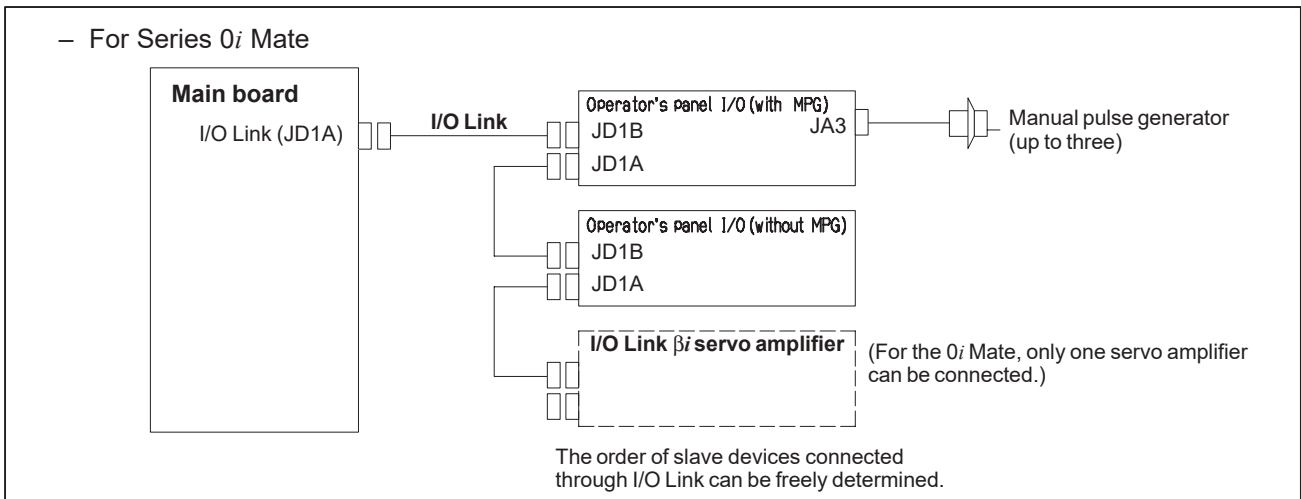 – For Series 0i Mate
Main board
I/O Link (JD1A)
I/O Link
Operator's panel I/O (with MPG)
JD1B
JA3
JD1A
Manual pulse generator
(up to three)
Operator's panel I/O (without MPG)
JD1B
JD1A
I/O Link βi servo amplifier
(For the 0i Mate, only one servo amplifier
can be connected.)
The order of slave devices connected
through I/O Link can be freely determined.